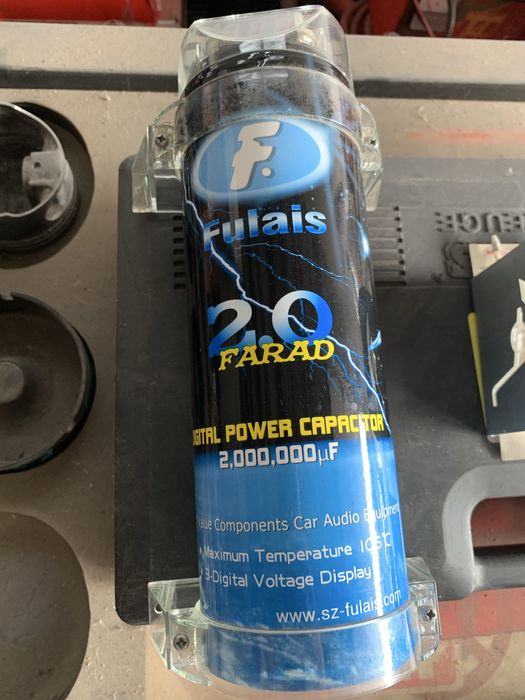 F.
Fulais
2.0
FARAD
DIGITAL POWER CAPACITOR
2,000,000μF
Value Components Car Audio Equipment
•Maximum Temperature 105℃
•3-Digital Voltage Display
www.sz-fulais.com